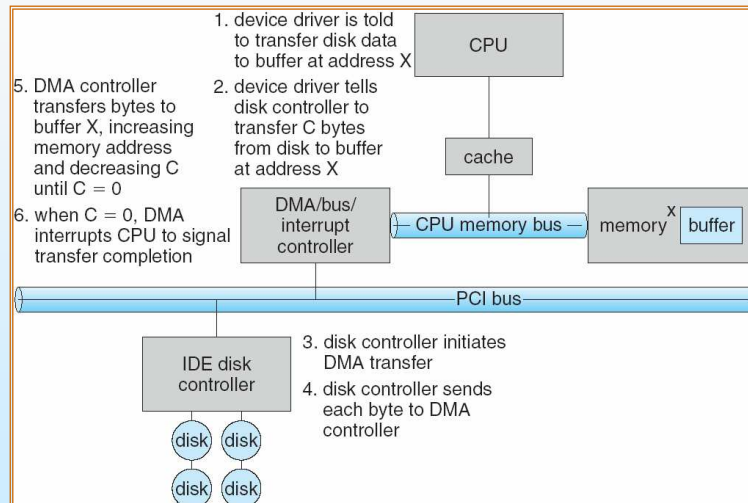 1. device driver is told
to transfer disk data
to buffer at address X
2. device driver tells
disk controller to
transfer C bytes
from disk to buffer
at address X
5. DMA controller
transfers bytes to
buffer X, increasing
memory address
and decreasing C
until C = 0
6. when C = 0, DMA
interrupts CPU to signal
transfer completion
CPU
cache
DMA/bus/
interrupt
controller
CPU memory bus
memory
x
buffer
PCI bus
IDE disk
controller
3. disk controller initiates
DMA transfer
4. disk controller sends
each byte to DMA
controller
disk
disk
disk
disk